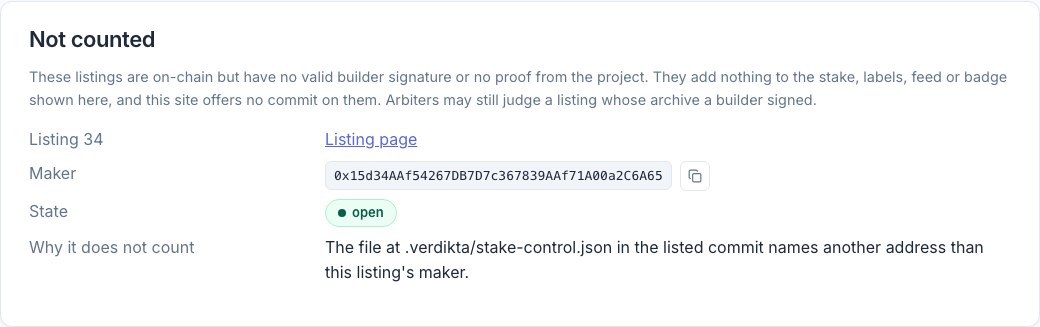 Not counted
These listings are on-chain but have no valid builder signature or no proof from the project. They add nothing to the stake, labels, feed or badge
shown here, and this site offers no commit on them. Arbiters may still judge a listing whose archive a builder signed.
Listing 34 Listing page
Maker 0x15d34AAf54267DB7D7c367839AAf71A00a2C6A65
State open
Why it does not count The file at .verdikta/stake-control.json in the listed commit names another address than
this listing's maker.